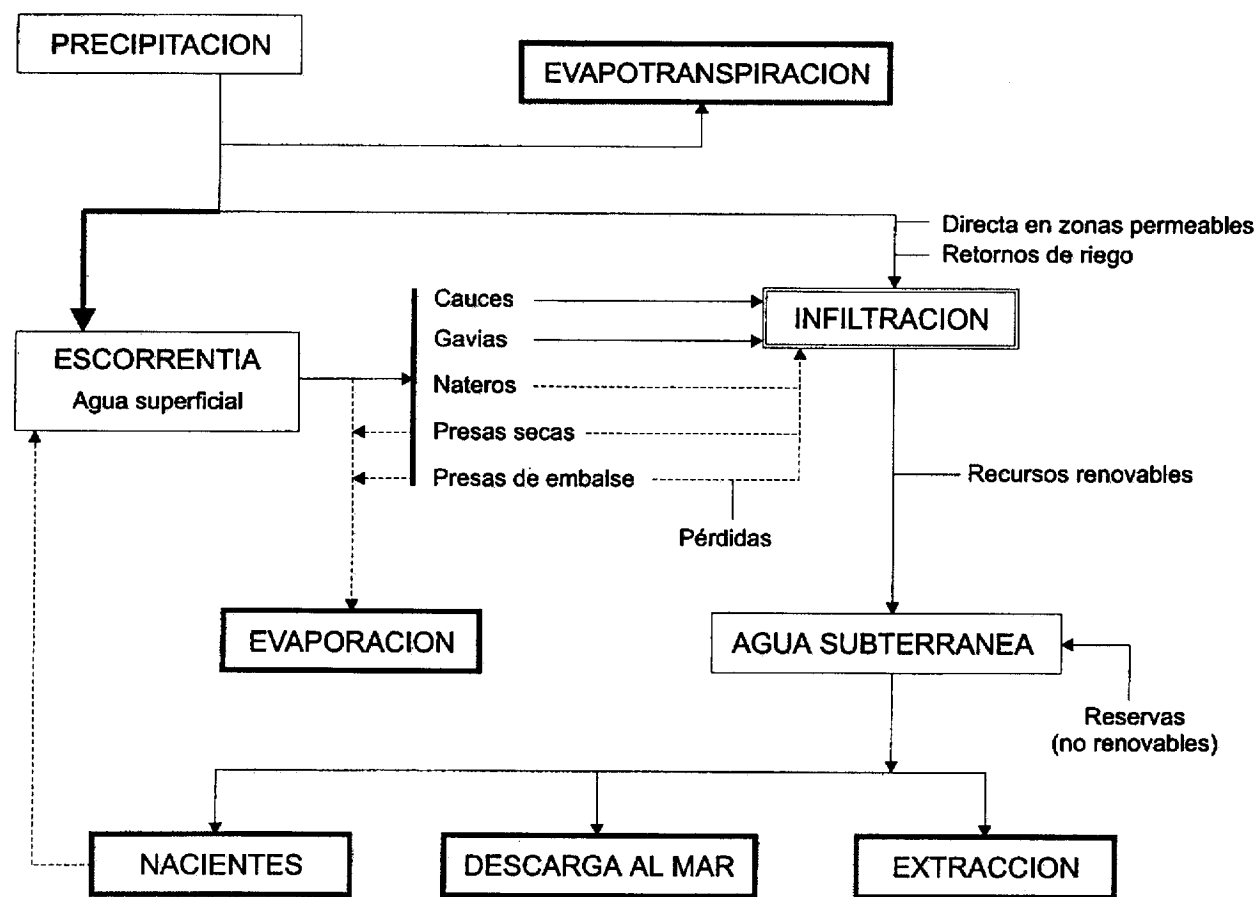 PRECIPITACION
EVAPOTRANSPIRACION
Directa en zonas permeables
Retornos de riego
Cauces
INFILTRACION
Gavias
ESCORRENTIA
Agua superficial
Nateros
Presas secas
Presas de embalse
Recursos renovables
Pérdidas
EVAPORACION
AGUA SUBTERRANEA
Reservas
(no renovables)
NACIENTES
DESCARGA AL MAR
EXTRACCION